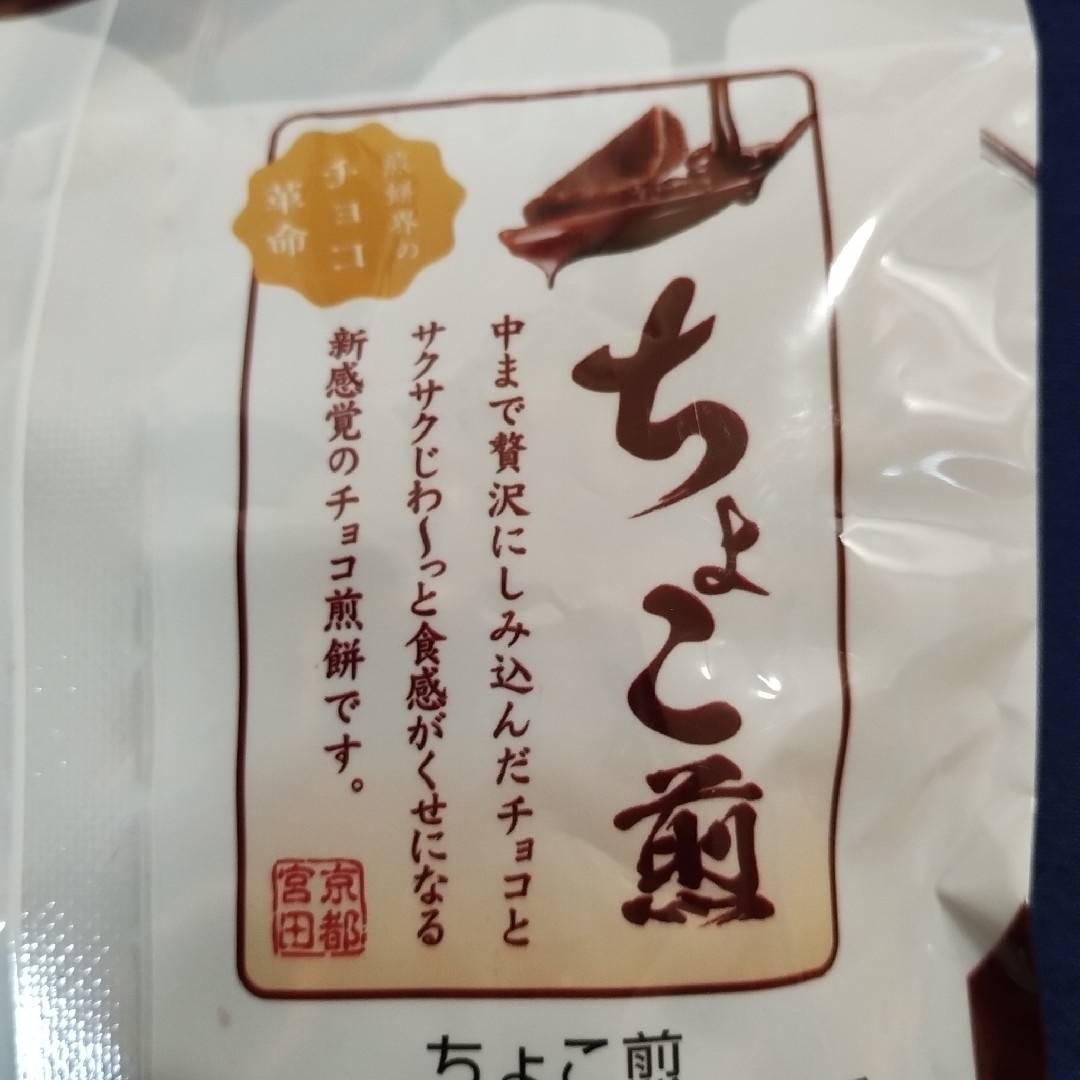 ちょこ煎
中まで贅沢にしみ込んだチョコと
サクサクじわ〜っと食感がくせになる
新感覚のチョコ煎餅です。
煎餅界の
チョコ
革命
京都
宮田
ちょこ煎